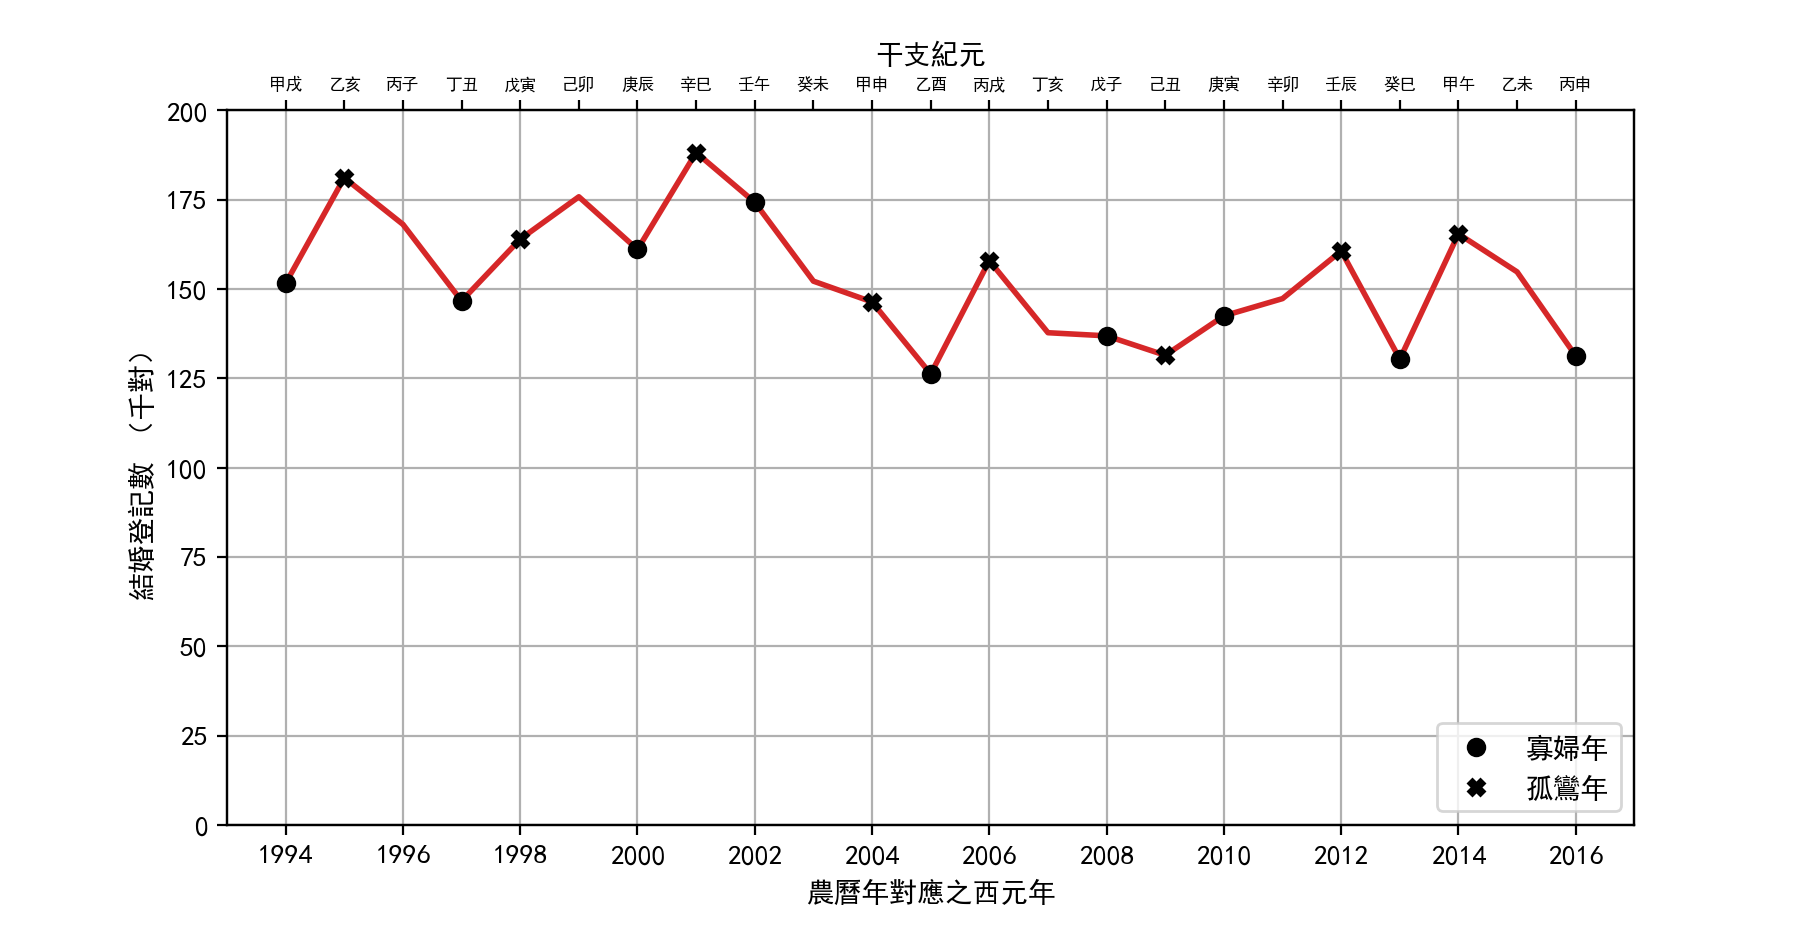 干支紀元
甲戌 乙亥 丙子 丁丑 戊寅 己卯 庚辰 辛巳 壬午 癸未 甲申 乙酉 丙戌 丁亥 戊子 己丑 庚寅 辛卯 壬辰 癸巳 甲午 乙未 丙申
200
175
150
125
100
75
50
25
0
結婚登記數 （千對）
寡婦年
孤鸞年
1994 1996 1998 2000 2002 2004 2006 2008 2010 2012 2014 2016
農曆年對應之西元年